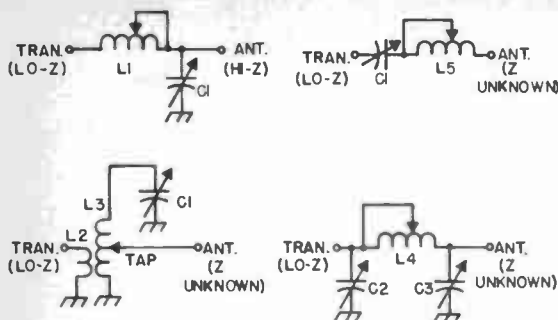 TRAN.
(LO-Z)
L1
C1
ANT.
(HI-Z)
TRAN.
(LO-Z)
C1
L5
ANT.
(Z
UNKNOWN)
TRAN.
(LO-Z)
L2
L3
C1
TAP
ANT.
(Z
UNKNOWN)
TRAN.
(LO-Z)
C2
L4
C3
ANT.
(Z
UNKNOWN)